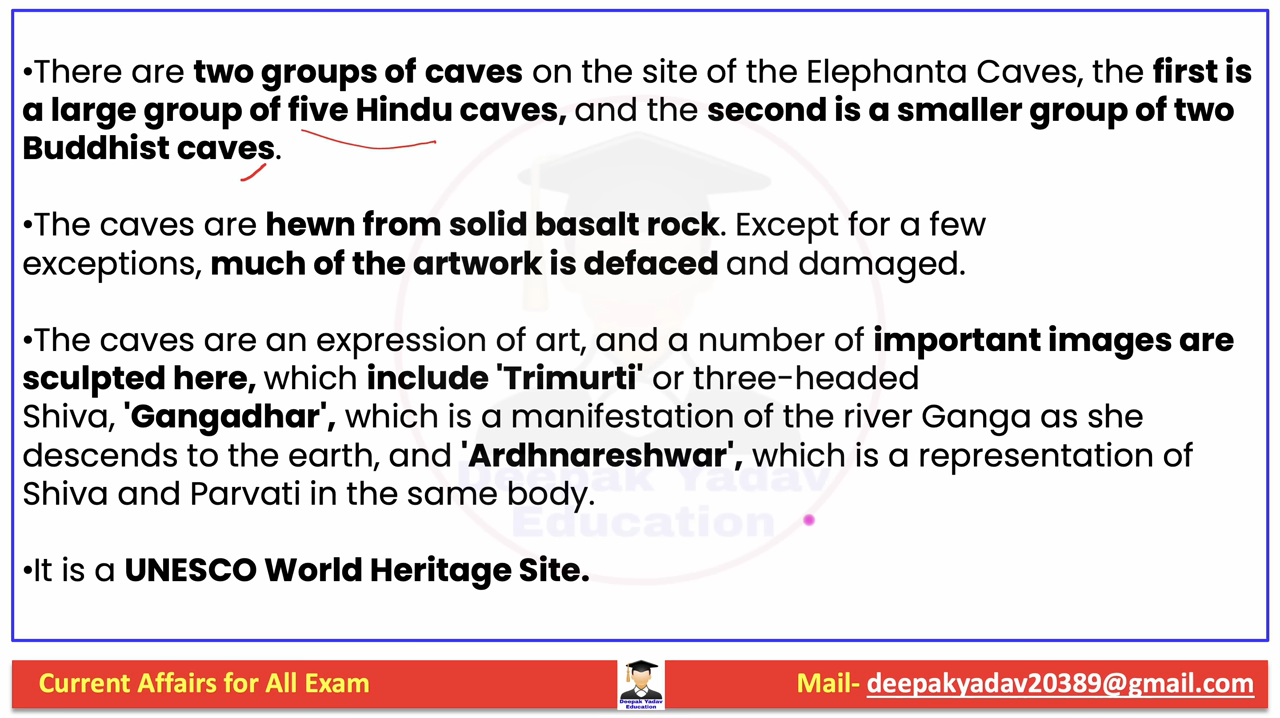 •There are two groups of caves on the site of the Elephanta Caves, the first is
a large group of five Hindu caves, and the second is a smaller group of two
Buddhist caves.
•The caves are hewn from solid basalt rock. Except for a few
exceptions, much of the artwork is defaced and damaged.
•The caves are an expression of art, and a number of important images are
sculpted here, which include 'Trimurti' or three-headed
Shiva, 'Gangadhar', which is a manifestation of the river Ganga as she
descends to the earth, and 'Ardhnareshwar', which is a representation of
Shiva and Parvati in the same body.
•It is a UNESCO World Heritage Site.
Deepak Yadav
Education
Current Affairs for All Exam
Deepak Yadav
Education
Mail- deepakyadav20389@gmail.com